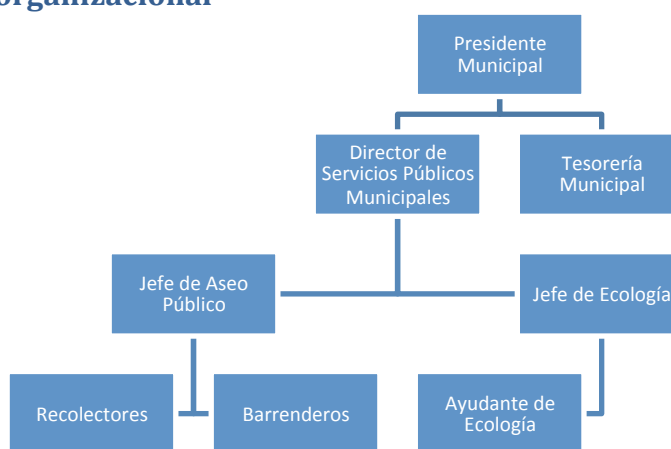 organizacional
Presidente
Municipal
Director de
Servicios Públicos
Municipales
Tesorería
Municipal
Jefe de Aseo
Público
Jefe de Ecología
Recolectores
Barrenderos
Ayudante de
Ecología